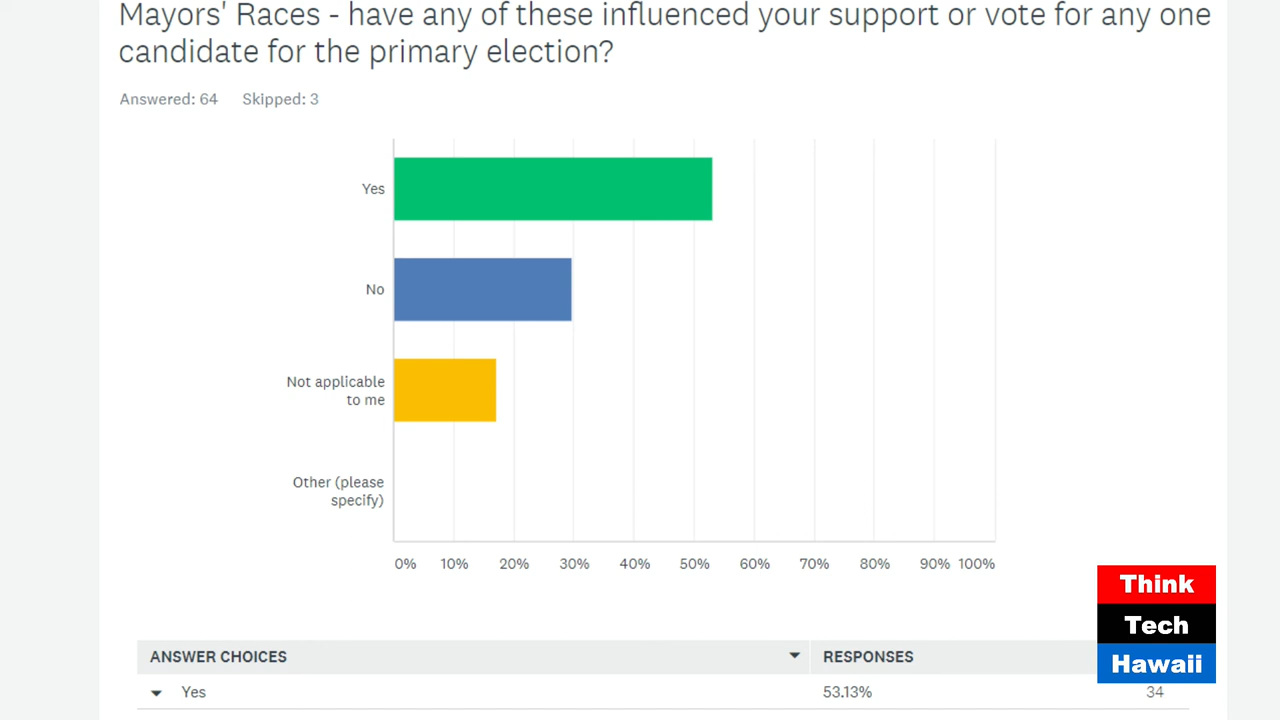 Mayors' Races - have any of these influenced your support or vote for any one
candidate for the primary election?
Answered: 64 Skipped: 3
Yes
No
Not applicable
to me
Other (please
specify)
0% 10% 20% 30% 40% 50% 60% 70% 80% 90% 100%
Think
Tech
Hawaii
ANSWER CHOICES RESPONSES
Yes 53.13% 34